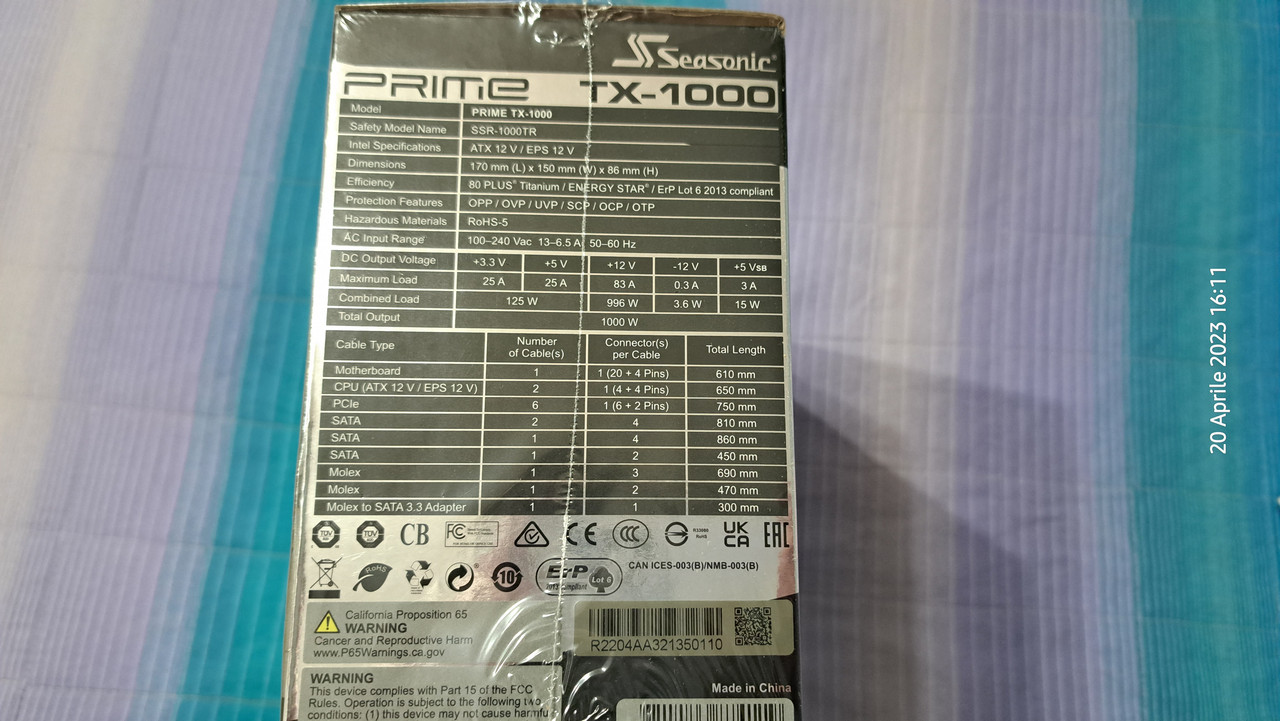 Seasonic
PRIME TX-1000
Model PRIME TX-1000
Safety Model Name SSR-1000TR
Intel Specifications ATX 12 V / EPS 12 V
Dimensions 170 mm (L) x 150 mm (W) x 86 mm (H)
Efficiency 80 PLUS® Titanium / ENERGY STAR® / ErP Lot 6 2013 compliant
Protection Features OPP / OVP / UVP / SCP / OCP / OTP
Hazardous Materials RoHS-5
AC Input Range 100–240 Vac 13–6.5 A 50–60 Hz
DC Output Voltage +3.3 V +5 V +12 V -12 V +5 VSB
Maximum Load 25 A 25 A 83 A 0.3 A 3 A
Combined Load 125 W 996 W 3.6 W 15 W
Total Output 1000 W
Cable Type Number of Cable(s) Connector(s) per Cable Total Length
Motherboard 1 1 (20 + 4 Pins) 610 mm
CPU (ATX 12 V / EPS 12 V) 2 1 (4 + 4 Pins) 650 mm
PCIe 6 1 (6 + 2 Pins) 750 mm
SATA 2 4 810 mm
SATA 1 4 860 mm
SATA 1 2 450 mm
Molex 1 3 690 mm
Molex 1 2 470 mm
Molex to SATA 3.3 Adapter 1 1 300 mm
TÜV TÜV CB FC CE CCC UK CA EAC
RoHS 10 ErP Lot 6 CAN ICES-003(B)/NMB-003(B)
2013 Compliant
California Proposition 65
WARNING
Cancer and Reproductive Harm
www.P65Warnings.ca.gov
R2204AA321350110
WARNING
This device complies with Part 15 of the FCC
Rules. Operation is subject to the following two
conditions: (1) this device may not cause harmfu
Made in China
20 Aprile 2023 16:11